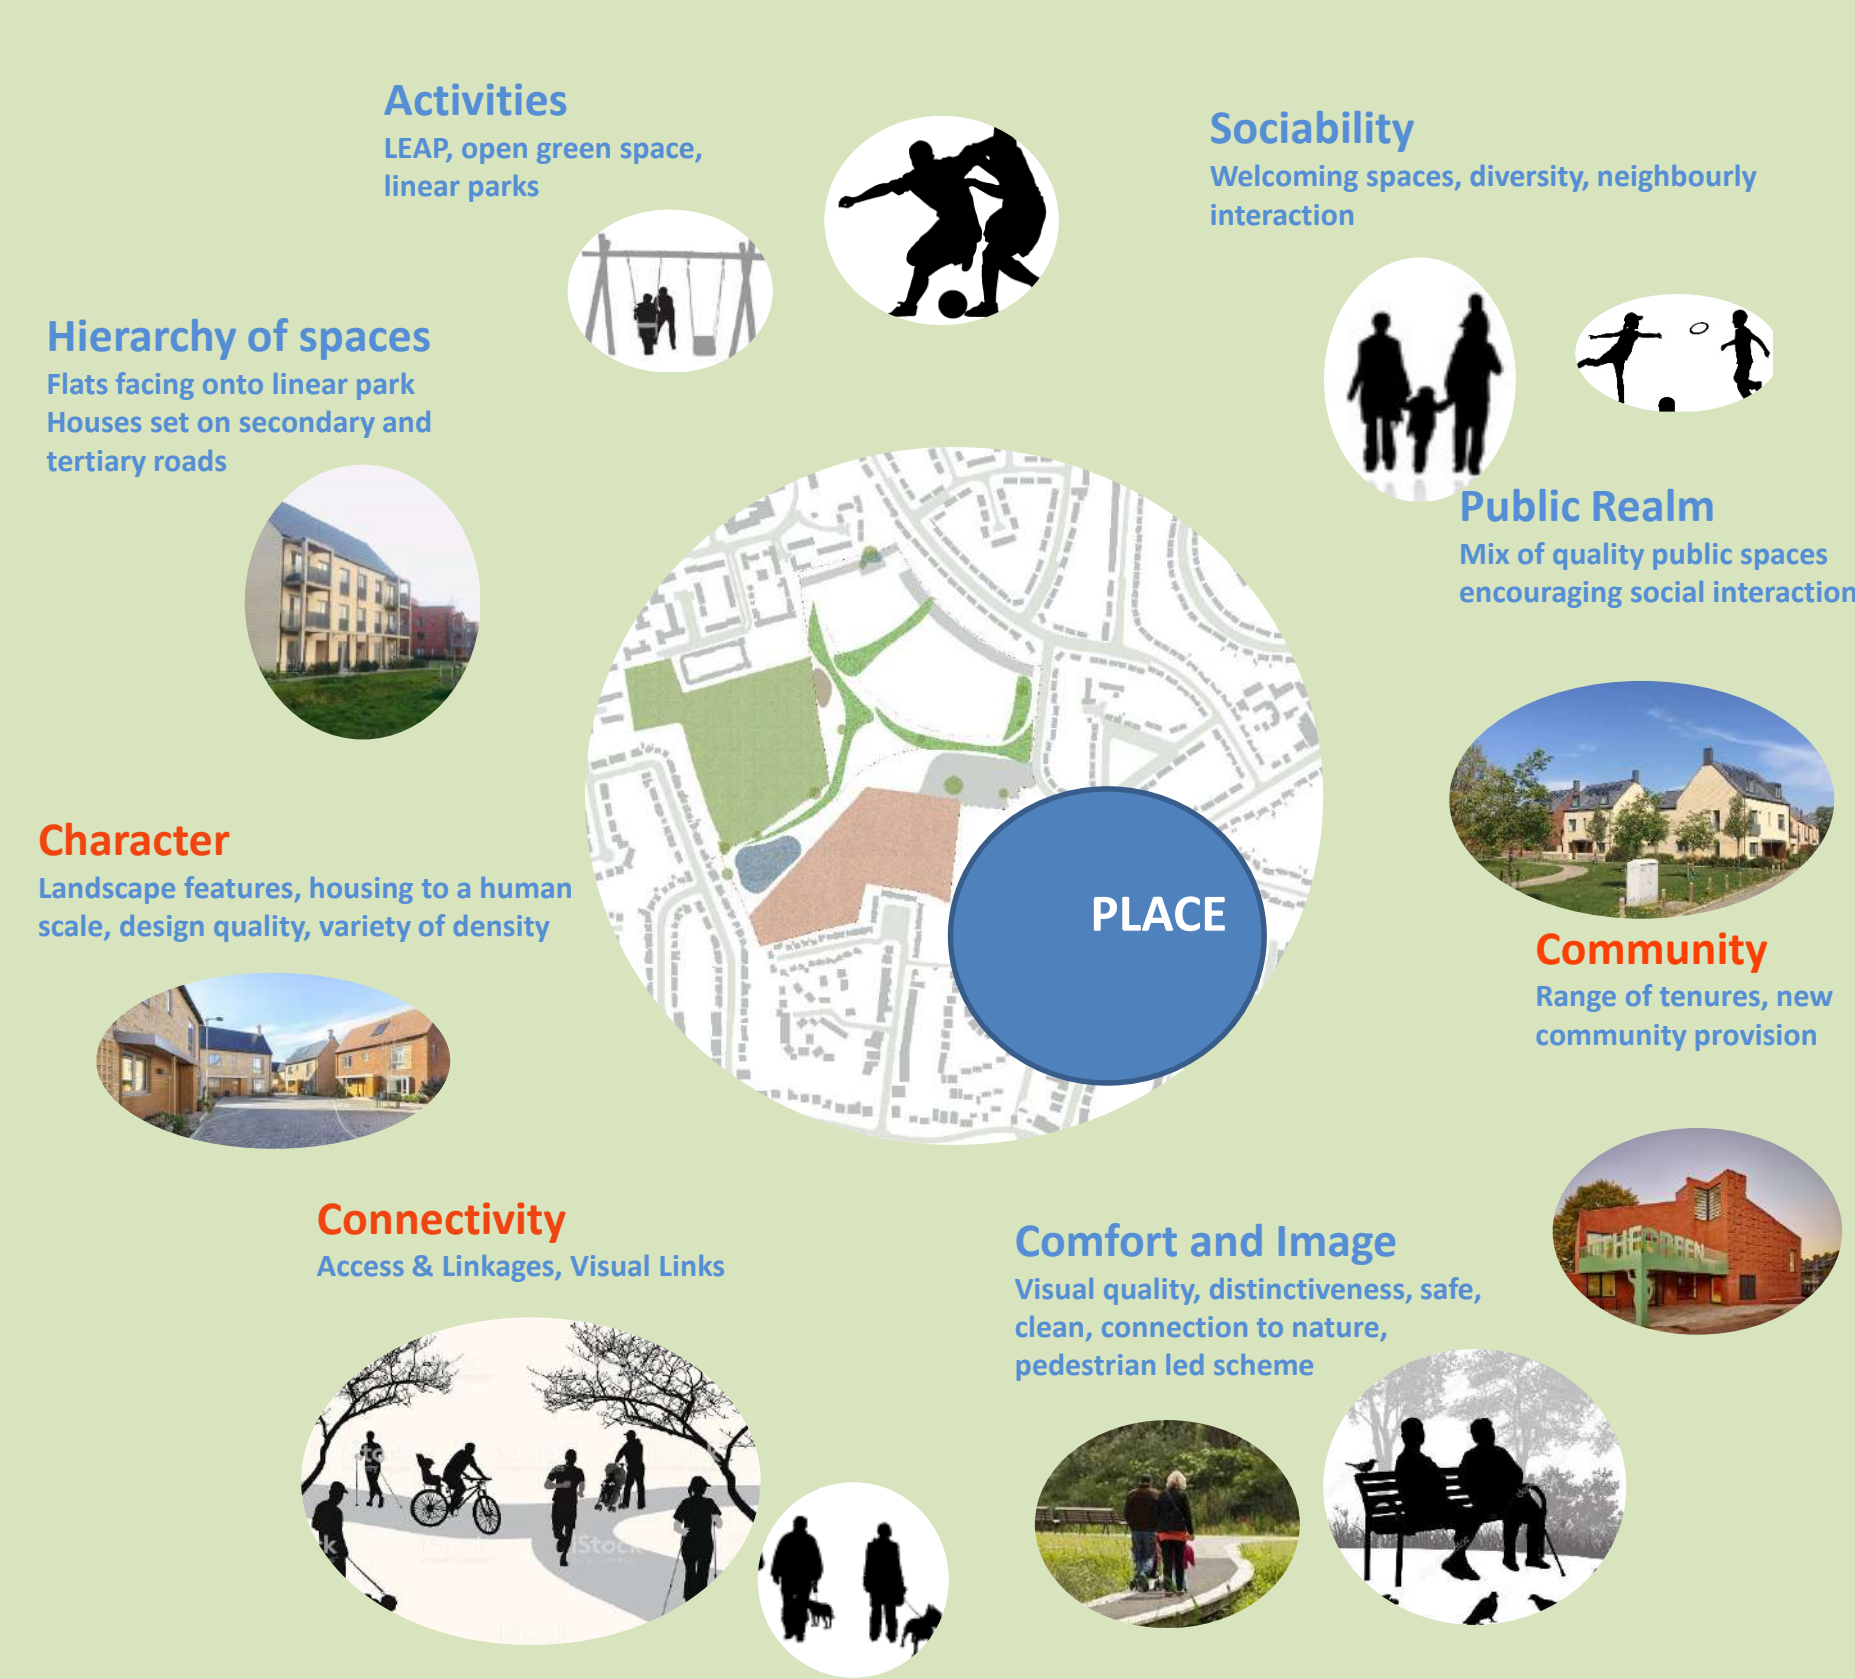 Activities
LEAP, open green space,
linear parks
Sociability
Welcoming spaces, diversity, neighbourly
interaction
Hierarchy of spaces
Flats facing onto linear park
Houses set on secondary and
tertiary roads
Public Realm
Mix of quality public spaces
encouraging social interaction
Character
Landscape features, housing to a human
scale, design quality, variety of density
PLACE
Community
Range of tenures, new
community provision
THE GREEN
Connectivity
Access & Linkages, Visual Links
Comfort and Image
Visual quality, distinctiveness, safe,
clean, connection to nature,
pedestrian led scheme
iStock